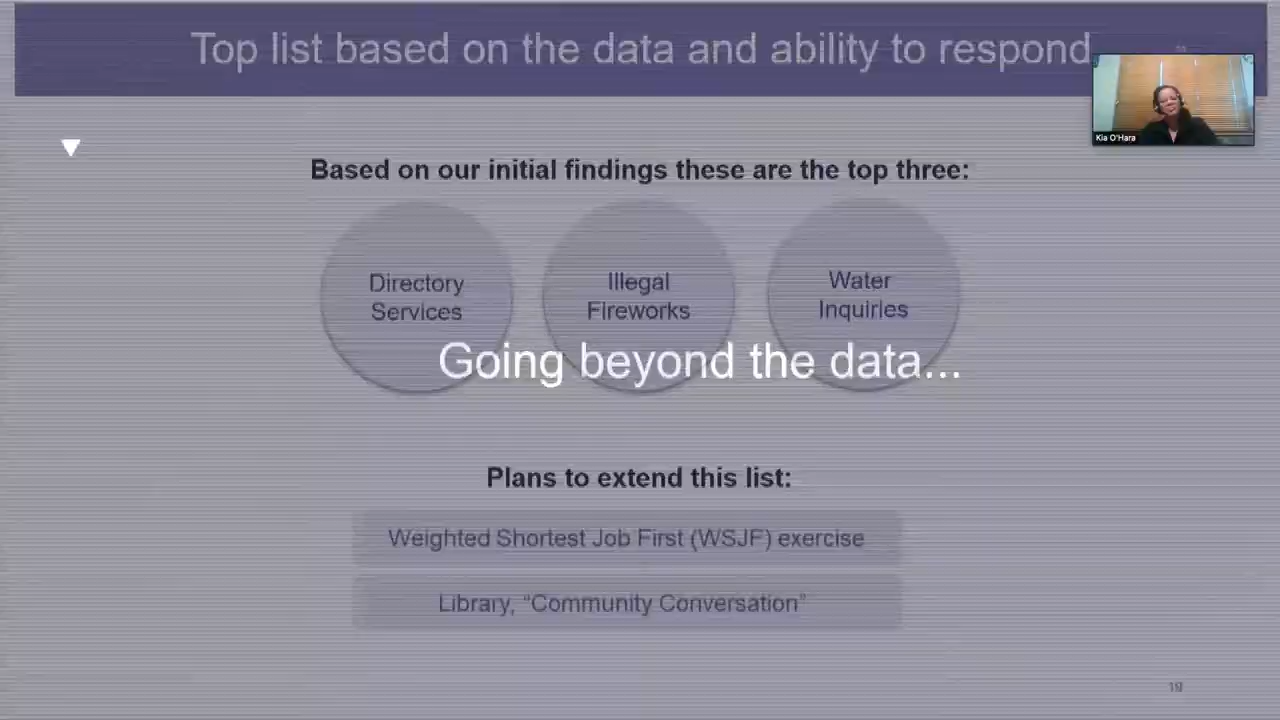 Top list based on the data and ability to respond
Kia O'Hara
Based on our initial findings these are the top three:
Directory
Services
Illegal
Fireworks
Water
Inquiries
Going beyond the data...
Plans to extend this list:
Weighted Shortest Job First (WSJF) exercise
Library, “Community Conversation”
19